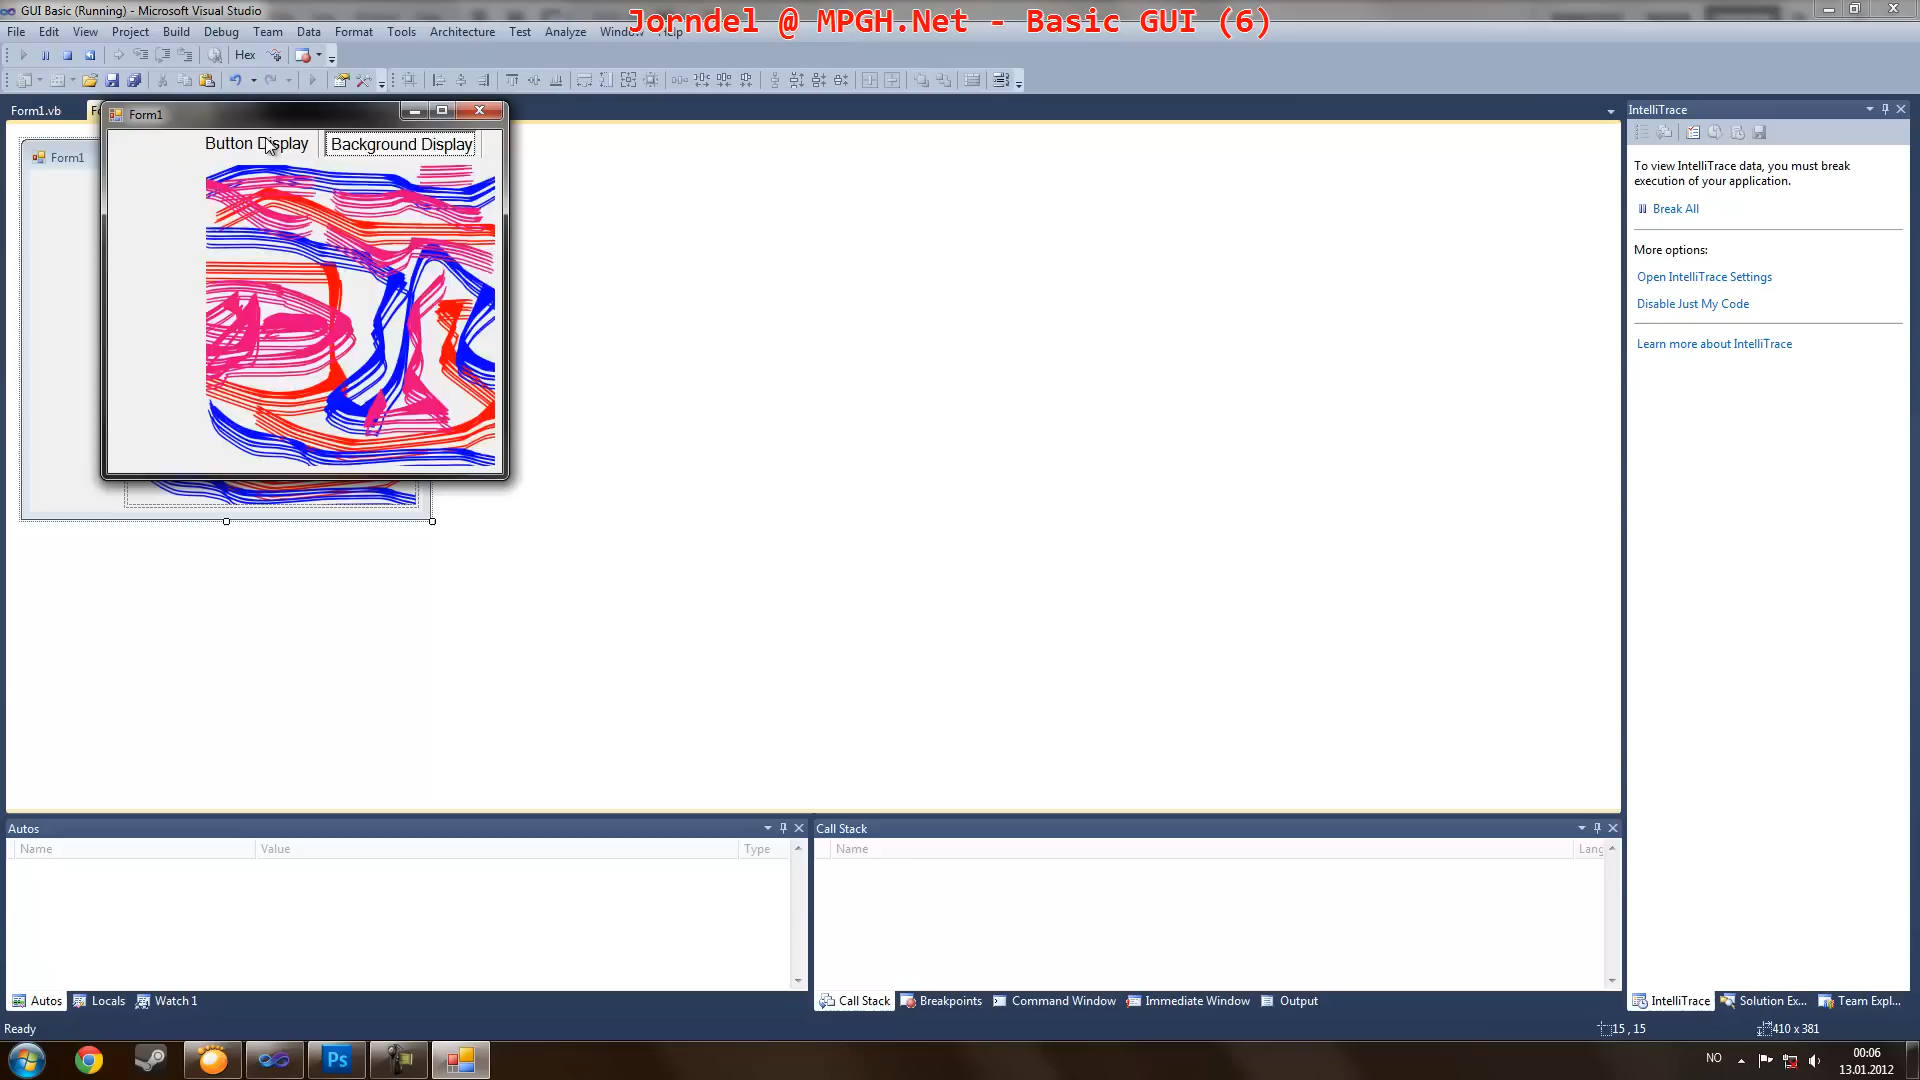 GUI Basic (Running) - Microsoft Visual Studio
Jorndel @ MPGH.Net - Basic GUI (6)
File Edit View Project Build Debug Team Data Format Tools Architecture Test Analyze Window Help
Hex
Form1.vb
Form1
Button Display
Background Display
Form1
IntelliTrace
To view IntelliTrace data, you must break
execution of your application.
Break All
More options:
Open IntelliTrace Settings
Disable Just My Code
Learn more about IntelliTrace
Autos
Name Value Type
Call Stack
Name Lang
Autos Locals Watch 1
Call Stack Breakpoints Command Window Immediate Window Output
IntelliTrace Solution Ex... Team Expl...
Ready
15 , 15
410 x 381
Ps
NO
00:06
13.01.2012